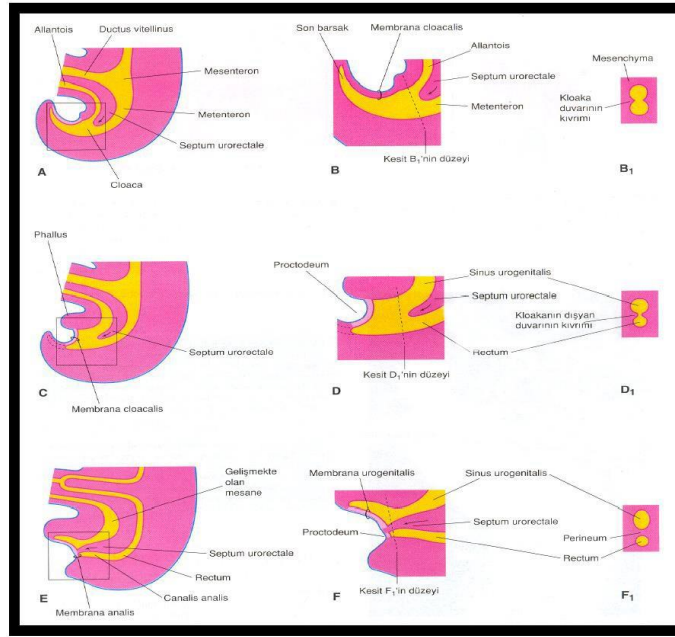 Allantois
Ductus vitellinus
Mesenteron
Metenteron
Septum urorectale
Cloaca
A
Son barsak
Membrana cloacalis
Allantois
Septum urorectale
Metenteron
Kesit B₁'nin düzeyi
B
Mesenchyma
Kloaka
duvarının
kıvrımı
B₁
Phallus
Septum urorectale
Membrana cloacalis
C
Proctodeum
Sinus urogenitalis
Septum urorectale
Rectum
Kesit D₁'nin düzeyi
D
Kloakanın dışyan
duvarının kıvrımı
D₁
Gelişmekte
olan
mesane
Septum urorectale
Rectum
Canalis analis
Membrana analis
E
Membrana urogenitalis
Sinus urogenitalis
Septum urorectale
Proctodeum
Rectum
Kesit F₁'in düzeyi
F
Perineum
F₁